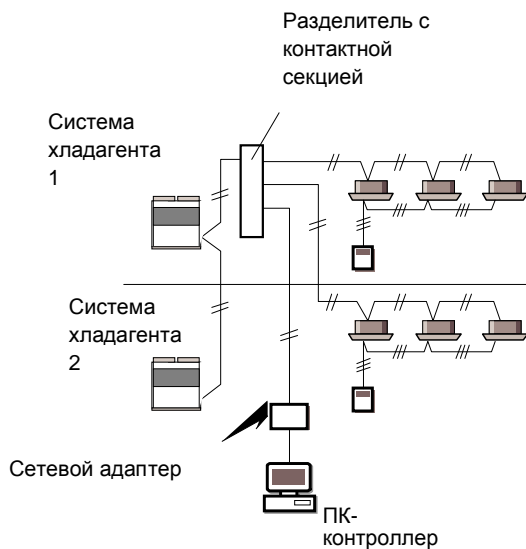 Разделитель с
контактной
секцией
Система
хладагента
1
Система
хладагента
2
Сетевой адаптер
ПК-
контроллер